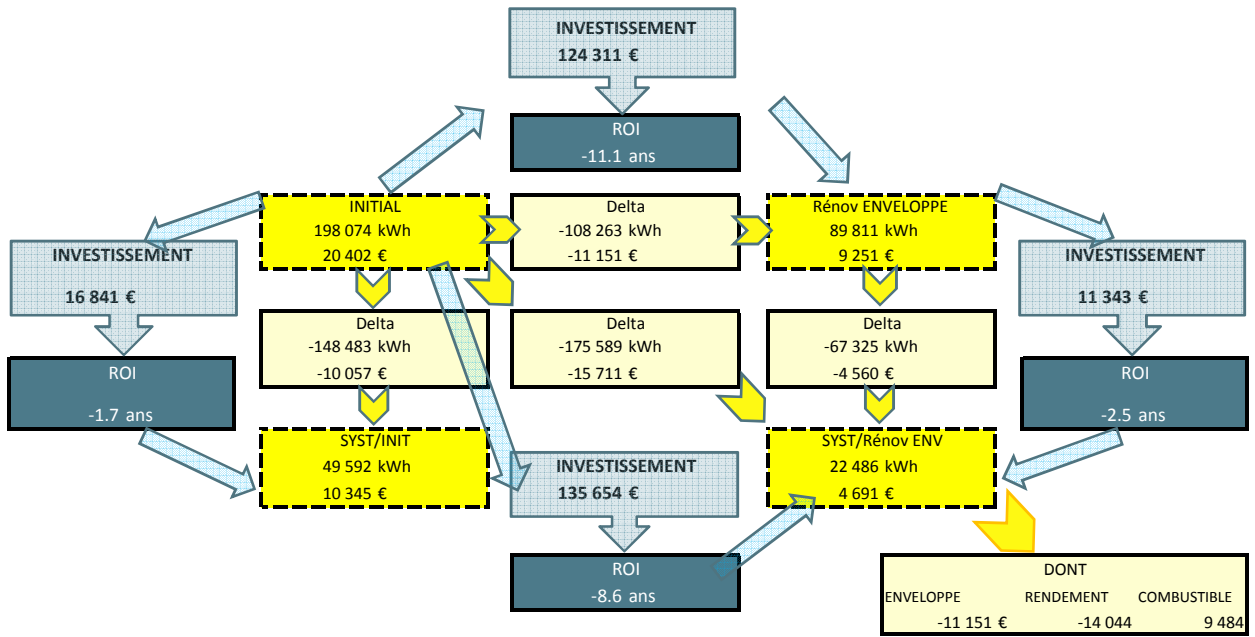 INVESTISSEMENT
124 311 €
ROI
-11.1 ans
INITIAL
198 074 kWh
20 402 €
Delta
-108 263 kWh
-11 151 €
Rénov ENVELOPPE
89 811 kWh
9 251 €
INVESTISSEMENT
16 841 €
INVESTISSEMENT
11 343 €
Delta
-148 483 kWh
-10 057 €
Delta
-175 589 kWh
-15 711 €
Delta
-67 325 kWh
-4 560 €
ROI
-1.7 ans
ROI
-2.5 ans
SYST/INIT
49 592 kWh
10 345 €
INVESTISSEMENT
135 654 €
SYST/Rénov ENV
22 486 kWh
4 691 €
ROI
-8.6 ans
DONT
ENVELOPPE RENDEMENT COMBUSTIBLE
-11 151 € -14 044 9 484